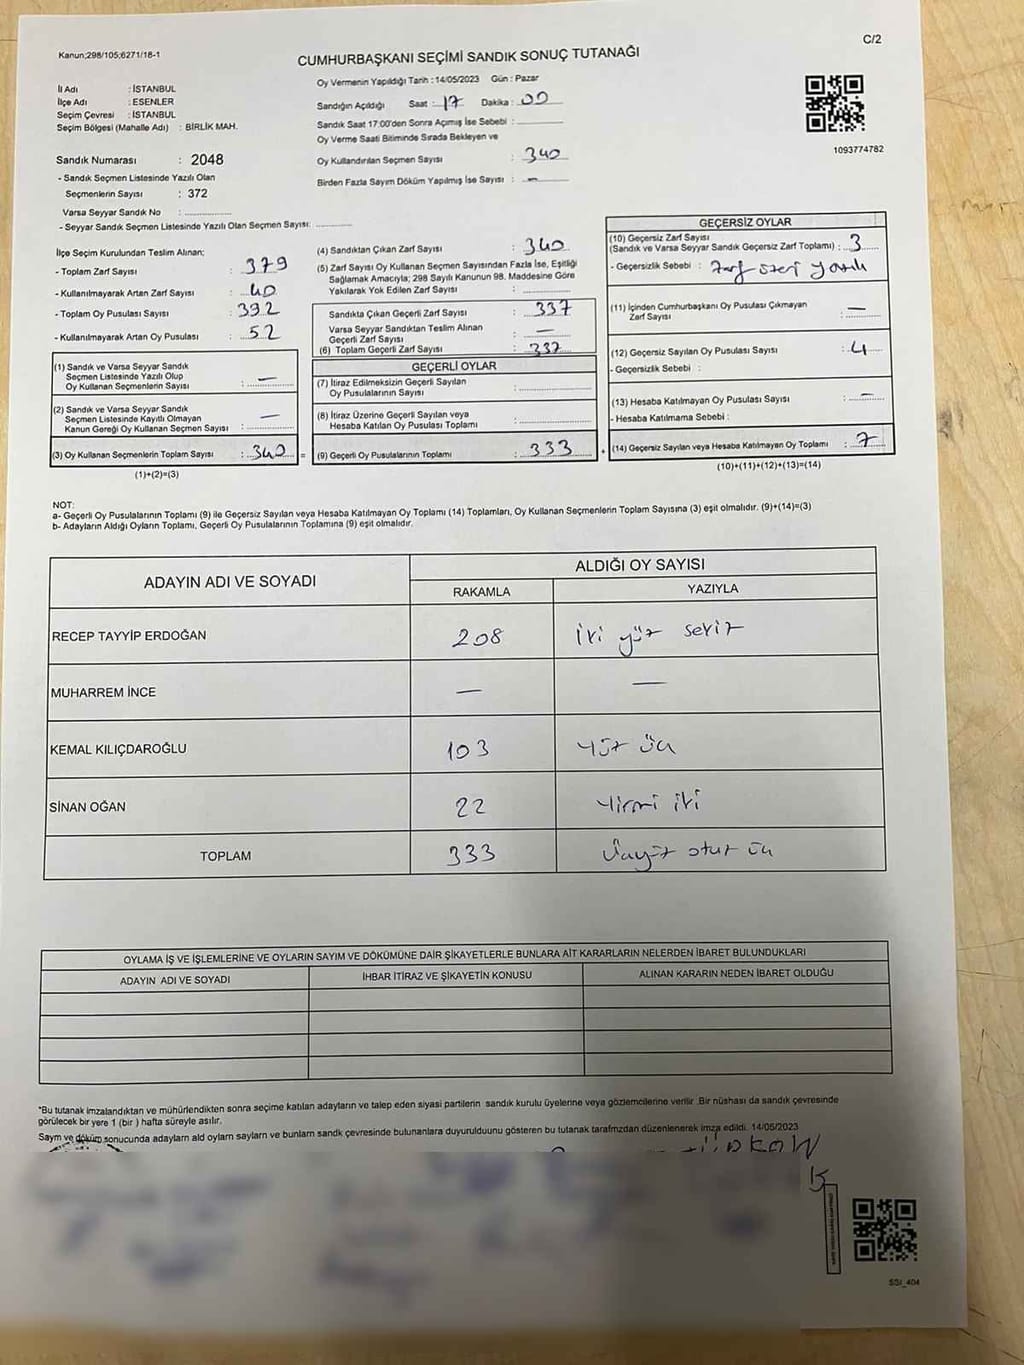 Kanun;298/105;6271/18-1
C/2
CUMHURBAŞKANI SEÇİMİ SANDIK SONUÇ TUTANAĞI
İl Adı : İSTANBUL
İlçe Adı : ESENLER
Seçim Çevresi : İSTANBUL
Seçim Bölgesi (Mahalle Adı) : BİRLİK MAH.
Sandık Numarası : 2048
- Sandık Seçmen Listesinde Yazılı Olan
Seçmenlerin Sayısı : 372
Varsa Seyyar Sandık No : ...............
- Seyyar Sandık Seçmen Listesinde Yazılı Olan Seçmen Sayısı: ............
Oy Vermenin Yapıldığı Tarih : 14/05/2023 Gün : Pazar
Sandığın Açıldığı Saat : 17 Dakika : 00
Sandık Saat 17:00'den Sonra Açımış İse Sebebi :
Oy Verme Saati Bitiminde Sırada Bekleyen ve
Oy Kullandırılan Seçmen Sayısı : 340
Birden Fazla Sayım Döküm Yapılmış İse Sayısı : —
1093774782
İlçe Seçim Kurulundan Teslim Alınan:
- Toplam Zarf Sayısı : 379
- Kullanılmayarak Artan Zarf Sayısı : 40
- Toplam Oy Pusulası Sayısı : 392
- Kullanılmayarak Artan Oy Pusulası : 52
(1) Sandık ve Varsa Seyyar Sandık
Seçmen Listesinde Yazılı Olup
Oy Kullanan Seçmenlerin Sayısı : —
(2) Sandık ve Varsa Seyyar Sandık
Seçmen Listesinde Kayıtlı Olmayan
Kanun Gereği Oy Kullanan Seçmen Sayısı : —
(3) Oy Kullanan Seçmenlerin Toplam Sayısı : 340 =
(1)+(2)=(3)
(4) Sandıktan Çıkan Zarf Sayısı : 340
(5) Zarf Sayısı Oy Kullanan Seçmen Sayısından Fazla İse, Eşitliği
Sağlamak Amacıyla; 298 Sayılı Kanunun 98. Maddesine Göre
Yakılarak Yok Edilen Zarf Sayısı :
Sandıkta Çıkan Geçerli Zarf Sayısı : 337
Varsa Seyyar Sandıktan Teslim Alınan
Geçerli Zarf Sayısı : —
(6) Toplam Geçerli Zarf Sayısı : 337
GEÇERLİ OYLAR
(7) İtiraz Edilmeksizin Geçerli Sayılan
Oy Pusulalarının Sayısı :
(8) İtiraz Üzerine Geçerli Sayılan veya
Hesaba Katılan Oy Pusulası Toplamı :
(9) Geçerli Oy Pusulalarının Toplamı : 333 +
GEÇERSİZ OYLAR
(10) Geçersiz Zarf Sayısı
(Sandık ve Varsa Seyyar Sandık Geçersiz Zarf Toplamı) : 3
- Geçersizlik Sebebi : Zarf üzeri yazılı
(11) İçinden Cumhurbaşkanı Oy Pusulası Çıkmayan
Zarf Sayısı : —
(12) Geçersiz Sayılan Oy Pusulası Sayısı : 4
- Geçersizlik Sebebi :
(13) Hesaba Katılmayan Oy Pusulası Sayısı : —
- Hesaba Katılmama Sebebi :
(14) Geçersiz Sayılan veya Hesaba Katılmayan Oy Toplamı : 7
(10)+(11)+(12)+(13)=(14)
NOT:
a- Geçerli Oy Pusulalarının Toplamı (9) ile Geçersiz Sayılan veya Hesaba Katılmayan Oy Toplamı (14) Toplamları, Oy Kullanan Seçmenlerin Toplam Sayısına (3) eşit olmalıdır. (9)+(14)=(3)
b- Adayların Aldığı Oyların Toplamı, Geçerli Oy Pusulalarının Toplamına (9) eşit olmalıdır.
ADAYIN ADI VE SOYADI ALDIĞI OY SAYISI
RAKAMLA YAZIYLA
RECEP TAYYİP ERDOĞAN 208 iki yüz sekiz
MUHARREM İNCE — —
KEMAL KILIÇDAROĞLU 103 yüz üç
SİNAN OĞAN 22 yirmi iki
TOPLAM 333 üçyüz otuz üç
OYLAMA İŞ VE İŞLEMLERİNE VE OYLARIN SAYIM VE DÖKÜMÜNE DAİR ŞİKAYETLERLE BUNLARA AİT KARARLARIN NELERDEN İBARET BULUNDUKLARI
ADAYIN ADI VE SOYADI İHBAR İTİRAZ VE ŞİKAYETİN KONUSU ALINAN KARARIN NEDEN İBARET OLDUĞU
"Bu tutanak imzalandıktan ve mühürlendikten sonra seçime katılan adayların ve talep eden siyasi partilerin sandık kurulu üyelerine veya gözlemcilerine verilir .Bir nüshası da sandık çevresinde
görülecek bir yere 1 (bir ) hafta süreyle asılır.
Saym ve döküm sonucunda adaylarn ald oylarn saylarn ve bunlarn sandk çevresinde bulunanlara duyurulduunu gösteren bu tutanak tarafmzdan düzenlenerek imza edildi. 14/05/2023
SSI_404